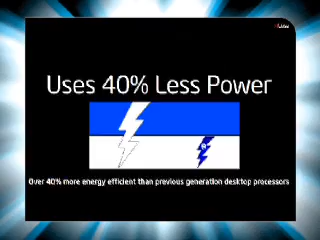 Uses 40% Less Power
Over 40% more energy efficient than previous generation desktop processors